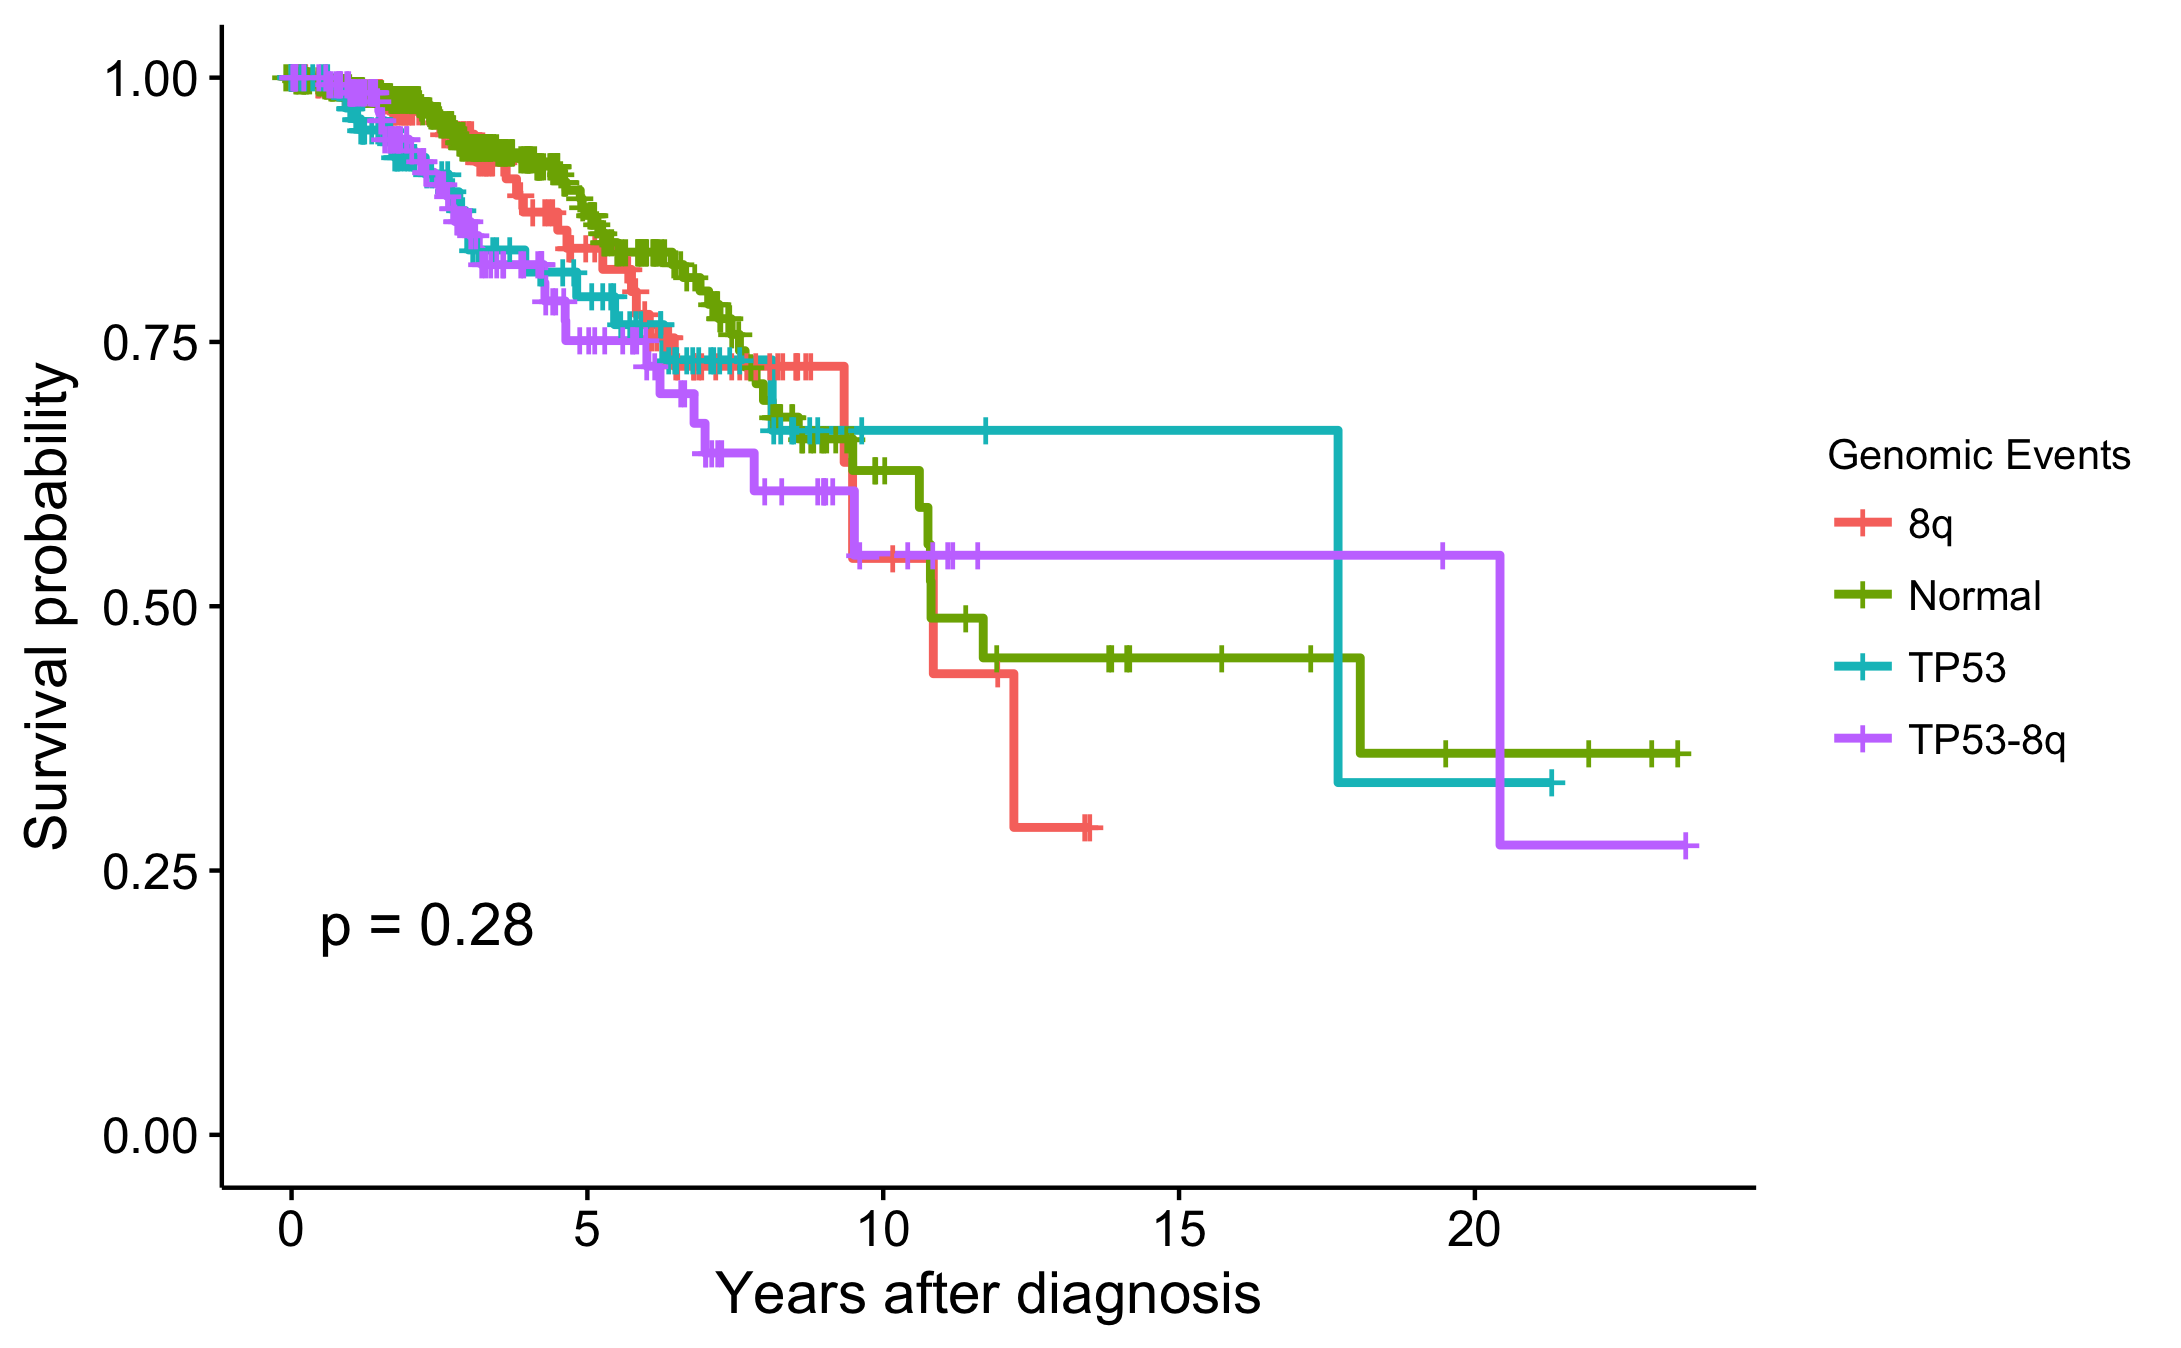 1.00
0.75
0.50
0.25
0.00
Survival probability
p = 0.28
0 5 10 15 20
Years after diagnosis
Genomic Events
8q
Normal
TP53
TP53-8q